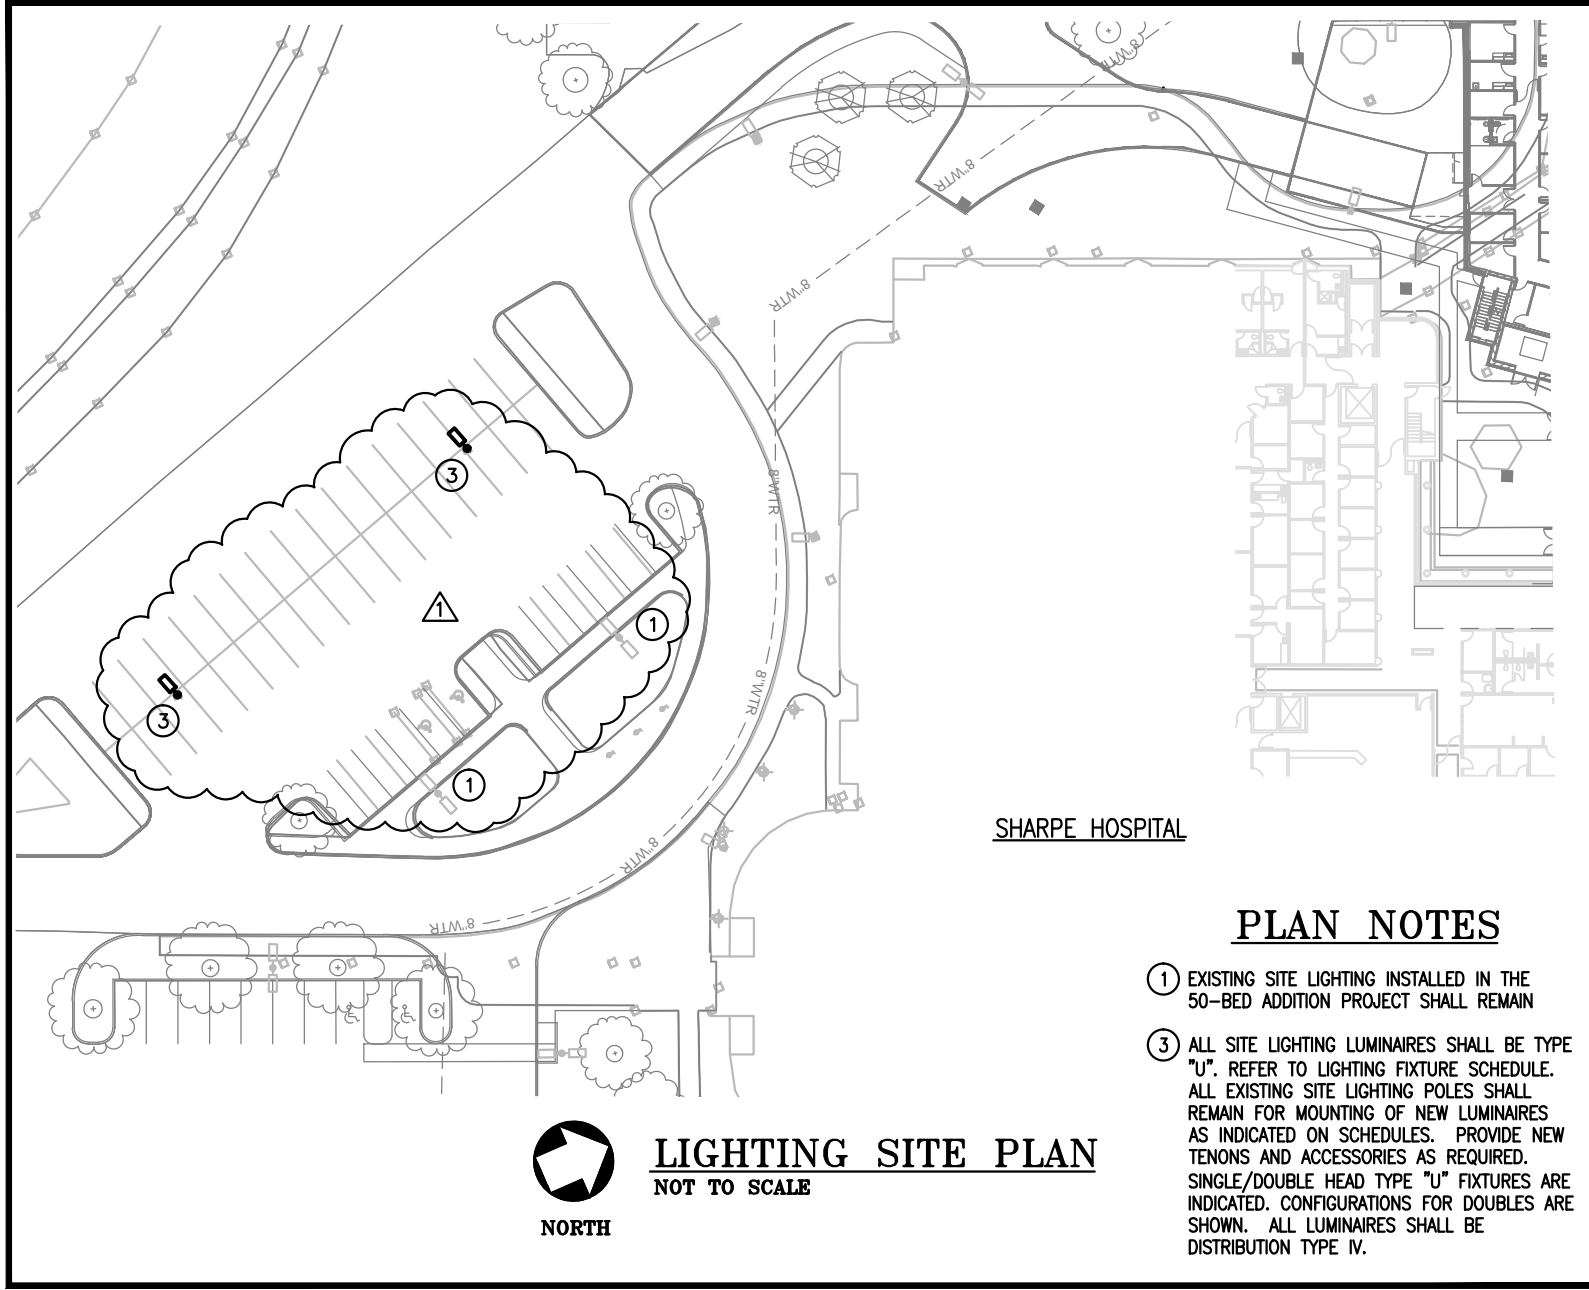 8"WTR
8"WTR
8"WTR
8"WTR
8"WTR
8"WTR
8"WTR
3
1
1
3
1
SHARPE HOSPITAL
PLAN NOTES
1 EXISTING SITE LIGHTING INSTALLED IN THE
50-BED ADDITION PROJECT SHALL REMAIN
3 ALL SITE LIGHTING LUMINAIRES SHALL BE TYPE
"U". REFER TO LIGHTING FIXTURE SCHEDULE.
ALL EXISTING SITE LIGHTING POLES SHALL
REMAIN FOR MOUNTING OF NEW LUMINAIRES
AS INDICATED ON SCHEDULES. PROVIDE NEW
TENONS AND ACCESSORIES AS REQUIRED.
SINGLE/DOUBLE HEAD TYPE "U" FIXTURES ARE
INDICATED. CONFIGURATIONS FOR DOUBLES ARE
SHOWN. ALL LUMINAIRES SHALL BE
DISTRIBUTION TYPE IV.
LIGHTING SITE PLAN
NOT TO SCALE
NORTH